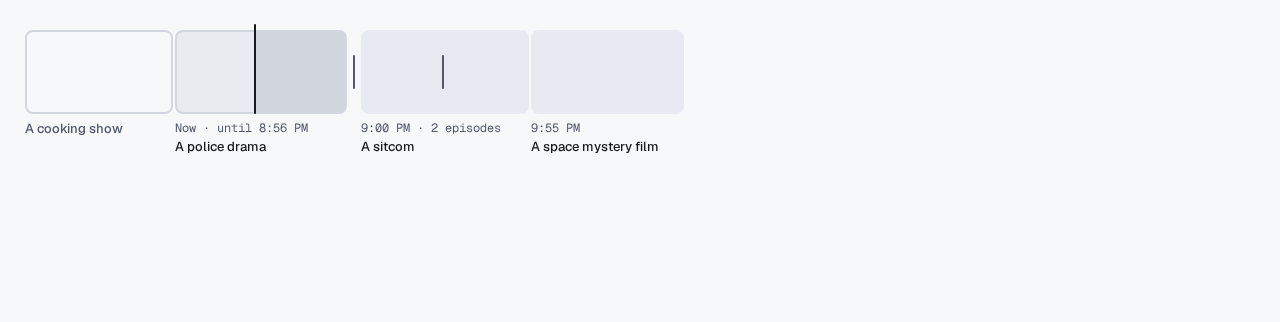 A cooking show
Now · until 8:56 PM
A police drama
9:00 PM · 2 episodes
A sitcom
9:55 PM
A space mystery film